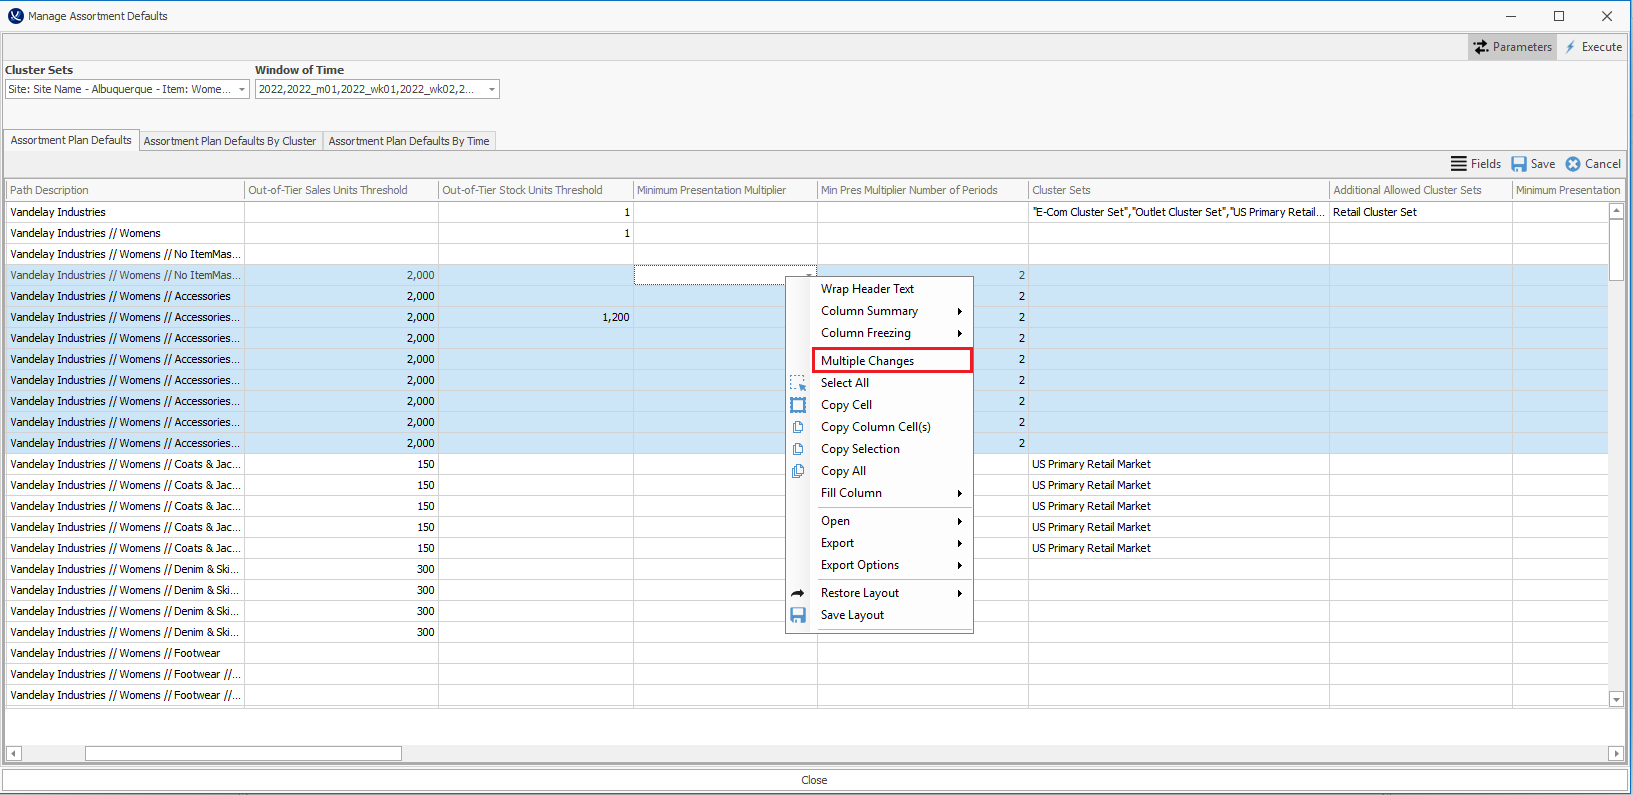 Manage Assortment Defaults
Parameters Execute
Cluster Sets Window of Time
Site: Site Name - Albuquerque - Item: Wome... 2022,2022_m01,2022_wk01,2022_wk02,2...
Assortment Plan Defaults Assortment Plan Defaults By Cluster Assortment Plan Defaults By Time
Fields Save Cancel
Path Description Out-of-Tier Sales Units Threshold Out-of-Tier Stock Units Threshold Minimum Presentation Multiplier Min Pres Multiplier Number of Periods Cluster Sets Additional Allowed Cluster Sets Minimum Presentation
Vandelay Industries 1 "E-Com Cluster Set","Outlet Cluster Set","US Primary Retail... Retail Cluster Set
Vandelay Industries // Womens 1
Vandelay Industries // Womens // No ItemMas...
Vandelay Industries // Womens // No ItemMas... 2,000 2
Vandelay Industries // Womens // Accessories 2,000 2
Vandelay Industries // Womens // Accessories... 2,000 1,200 2
Vandelay Industries // Womens // Accessories... 2,000 2
Vandelay Industries // Womens // Accessories... 2,000 2
Vandelay Industries // Womens // Accessories... 2,000 2
Vandelay Industries // Womens // Accessories... 2,000 2
Vandelay Industries // Womens // Accessories... 2,000 2
Vandelay Industries // Womens // Accessories... 2,000 2
Vandelay Industries // Womens // Coats & Jac... 150 US Primary Retail Market
Vandelay Industries // Womens // Coats & Jac... 150 US Primary Retail Market
Vandelay Industries // Womens // Coats & Jac... 150 US Primary Retail Market
Vandelay Industries // Womens // Coats & Jac... 150 US Primary Retail Market
Vandelay Industries // Womens // Coats & Jac... 150 US Primary Retail Market
Vandelay Industries // Womens // Denim & Ski... 300
Vandelay Industries // Womens // Denim & Ski... 300
Vandelay Industries // Womens // Denim & Ski... 300
Vandelay Industries // Womens // Denim & Ski... 300
Vandelay Industries // Womens // Footwear
Vandelay Industries // Womens // Footwear //...
Vandelay Industries // Womens // Footwear //...
Wrap Header Text
Column Summary
Column Freezing
Multiple Changes
Select All
Copy Cell
Copy Column Cell(s)
Copy Selection
Copy All
Fill Column
Open
Export
Export Options
Restore Layout
Save Layout
Close